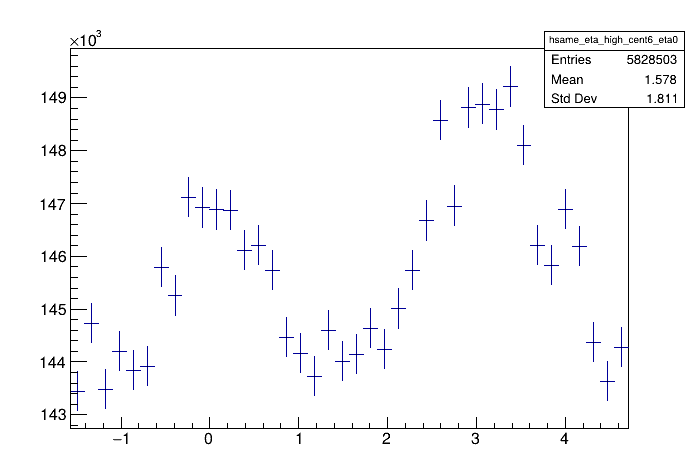 ×10³
hsame_eta_high_cent6_eta0
Entries 5828503
Mean 1.578
Std Dev 1.811
149
148
147
146
145
144
143
−1 0 1 2 3 4